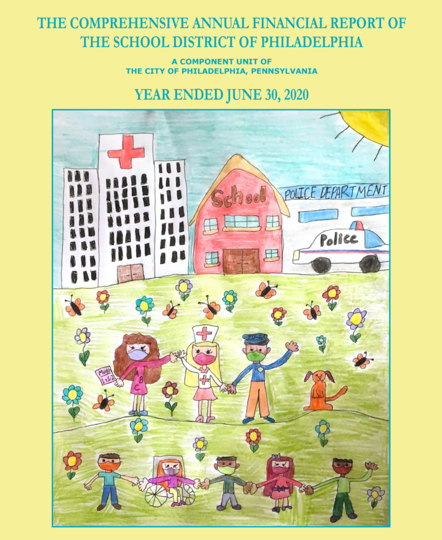 THE COMPREHENSIVE ANNUAL FINANCIAL REPORT OF
THE SCHOOL DISTRICT OF PHILADELPHIA
A COMPONENT UNIT OF
THE CITY OF PHILADELPHIA, PENNSYLVANIA
YEAR ENDED JUNE 30, 2020
School
POLICE DEPARTMENT
Police
Math